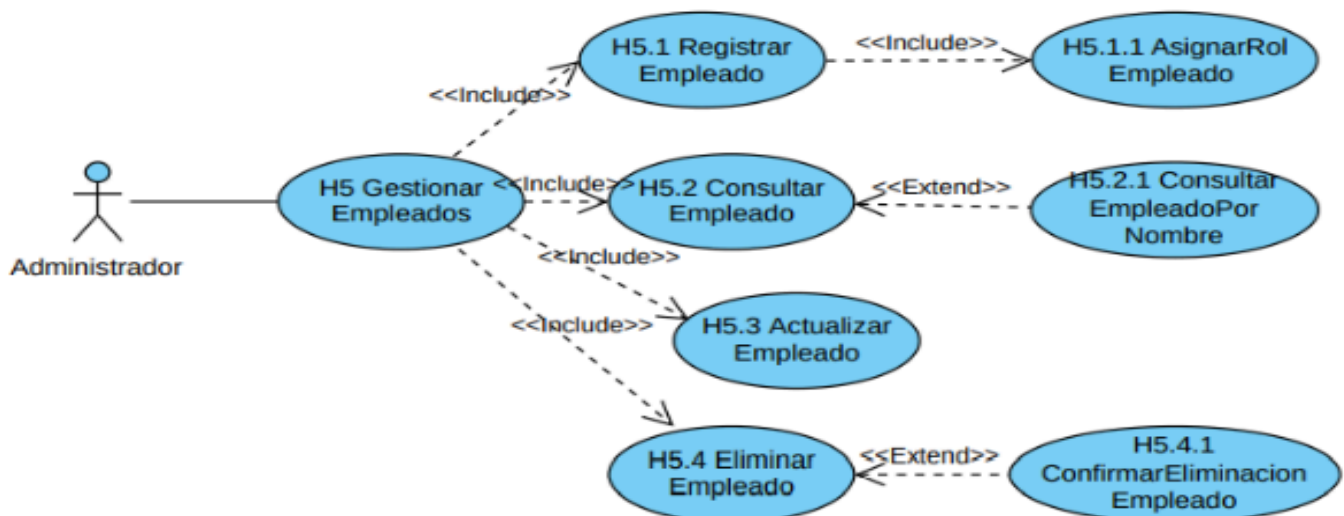 H5.1 Registrar
Empleado
<<Include>>
H5.1.1 AsignarRol
Empleado
<<Include>>
Administrador
H5 Gestionar
Empleados
<<Include>>
H5.2 Consultar
Empleado
<<Extend>>
H5.2.1 Consultar
EmpleadoPor
Nombre
<<Include>>
H5.3 Actualizar
Empleado
<<Include>>
H5.4 Eliminar
Empleado
<<Extend>>
H5.4.1
ConfirmarEliminacion
Empleado